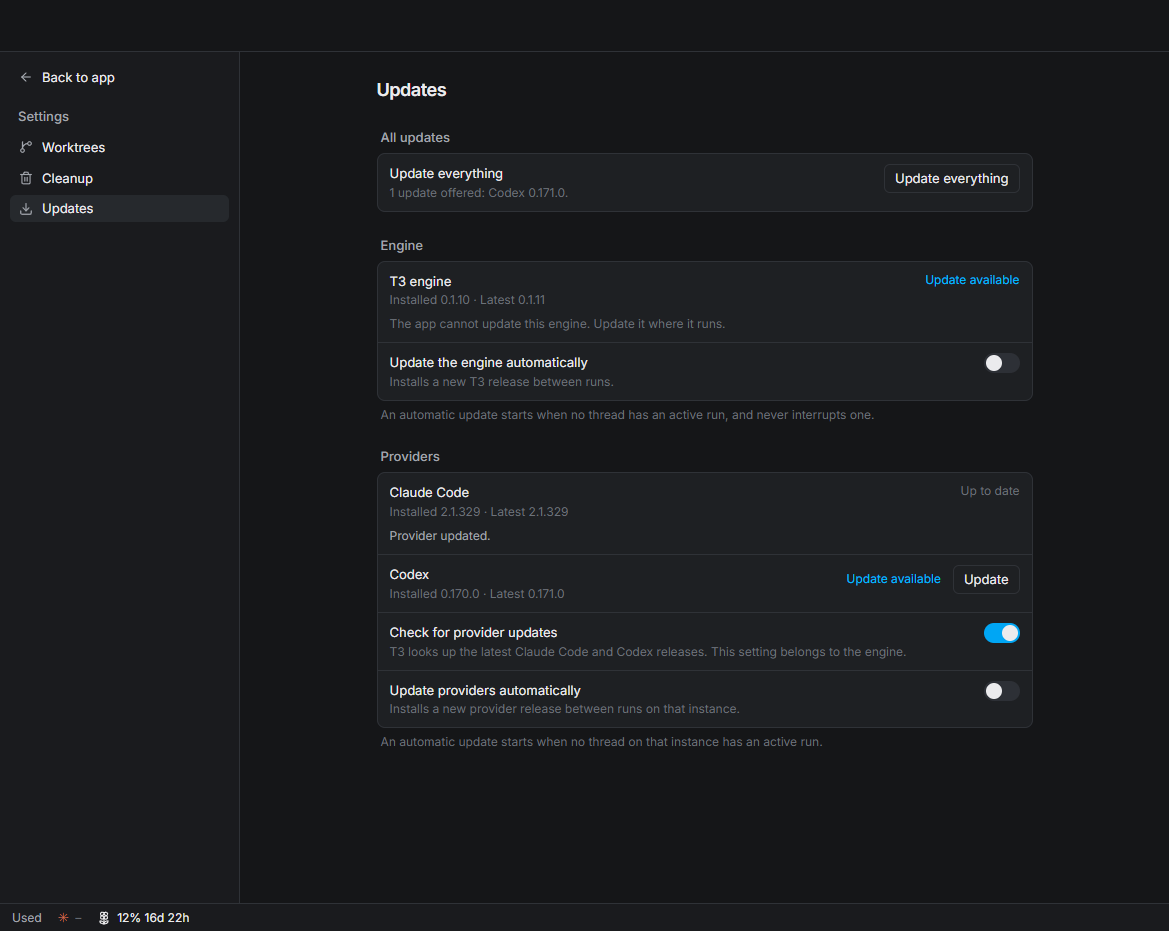 Back to app
Settings
Worktrees
Cleanup
Updates
Updates
All updates
Update everything
1 update offered: Codex 0.171.0.
Update everything
Engine
T3 engine
Update available
Installed 0.1.10 · Latest 0.1.11
The app cannot update this engine. Update it where it runs.
Update the engine automatically
Installs a new T3 release between runs.
An automatic update starts when no thread has an active run, and never interrupts one.
Providers
Claude Code
Up to date
Installed 2.1.329 · Latest 2.1.329
Provider updated.
Codex
Installed 0.170.0 · Latest 0.171.0
Update available
Update
Check for provider updates
T3 looks up the latest Claude Code and Codex releases. This setting belongs to the engine.
Update providers automatically
Installs a new provider release between runs on that instance.
An automatic update starts when no thread on that instance has an active run.
Used – 12% 16d 22h